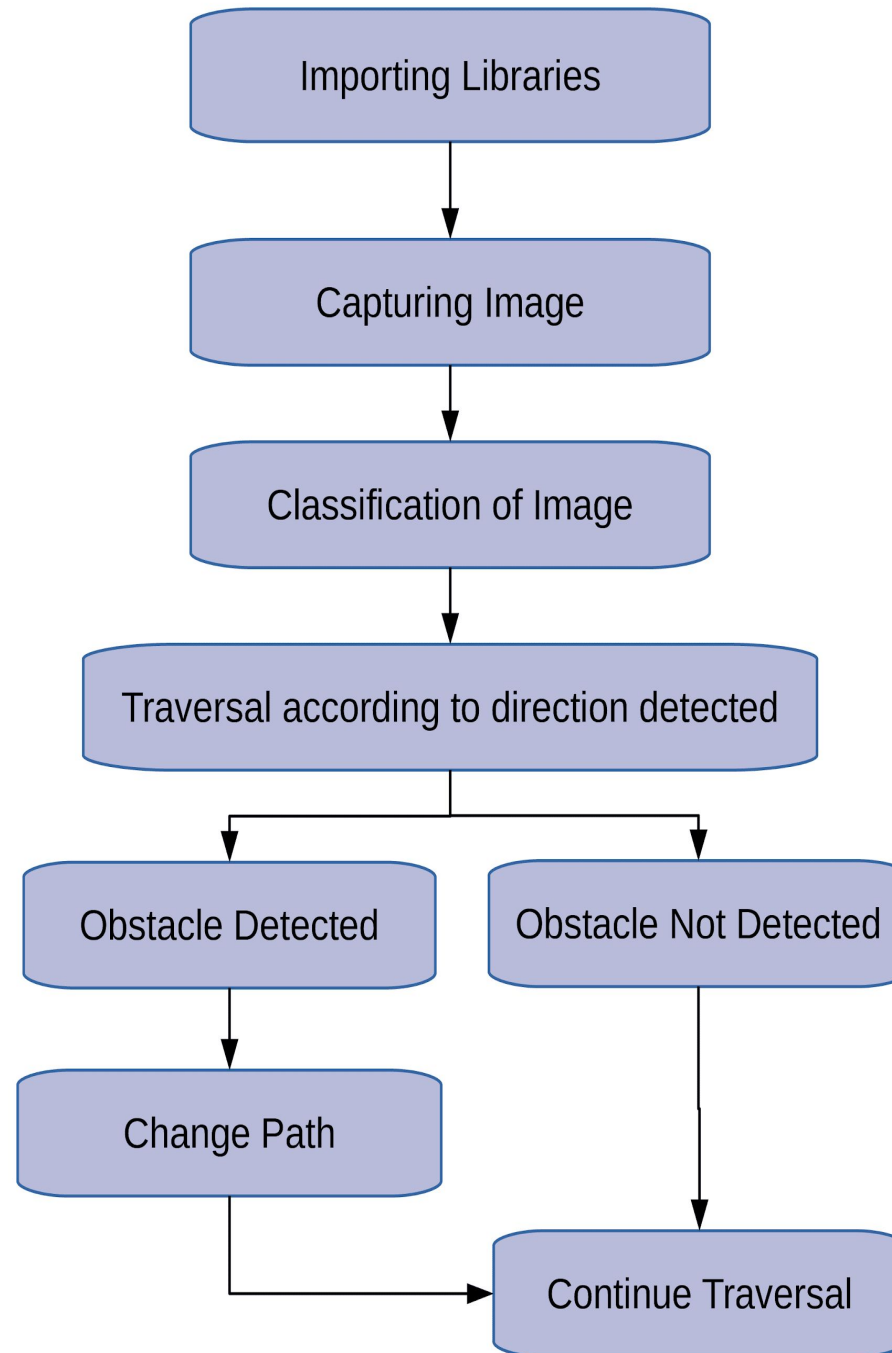 Importing Libraries
Capturing Image
Classification of Image
Traversal according to direction detected
Obstacle Detected
Obstacle Not Detected
Change Path
Continue Traversal